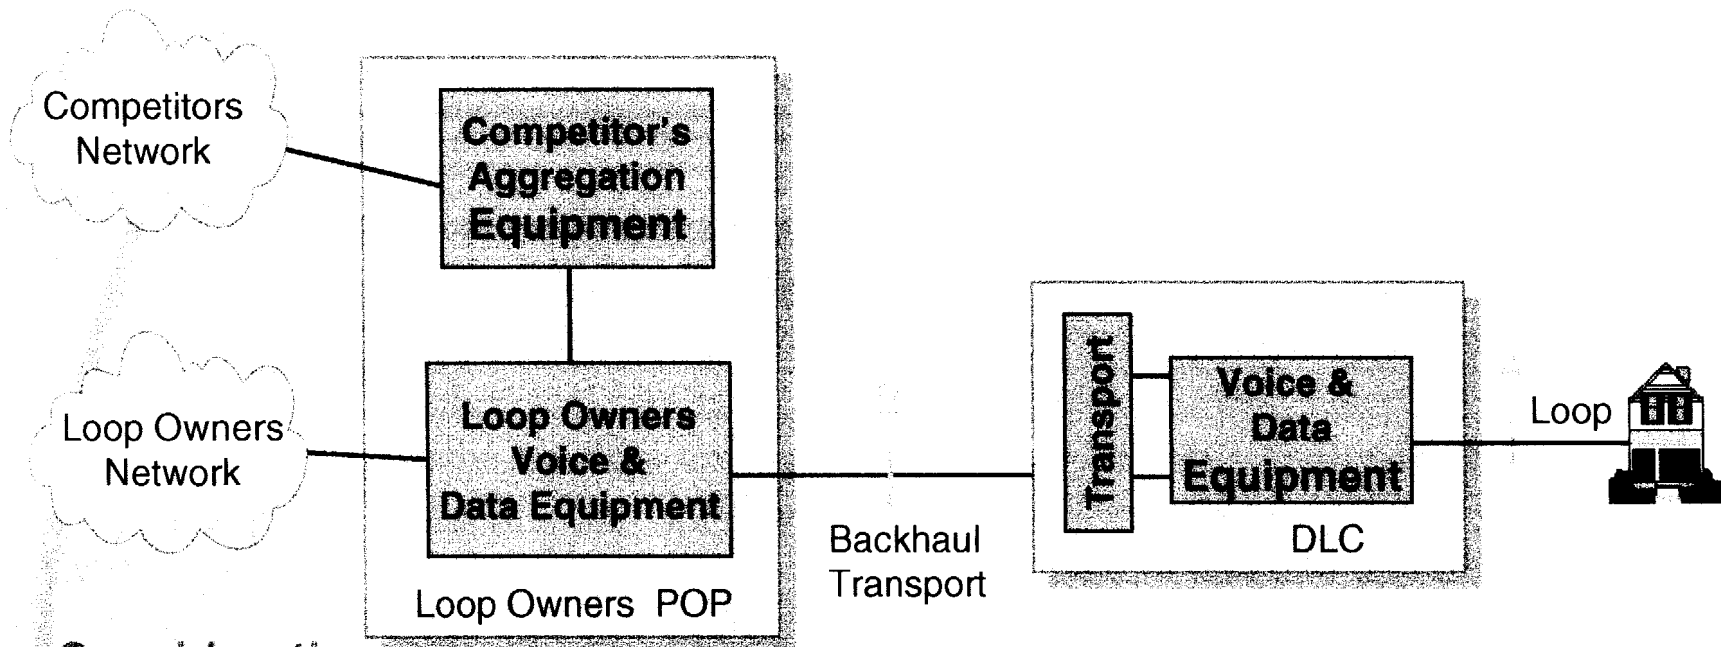 Competitors
Network
Competitor's
Aggregation
Equipment
Loop Owners
Network
Loop Owners
Voice &
Data Equipment
Loop Owners POP
Backhaul
Transport
Transport
Voice &
Data
Equipment
DLC
Loop